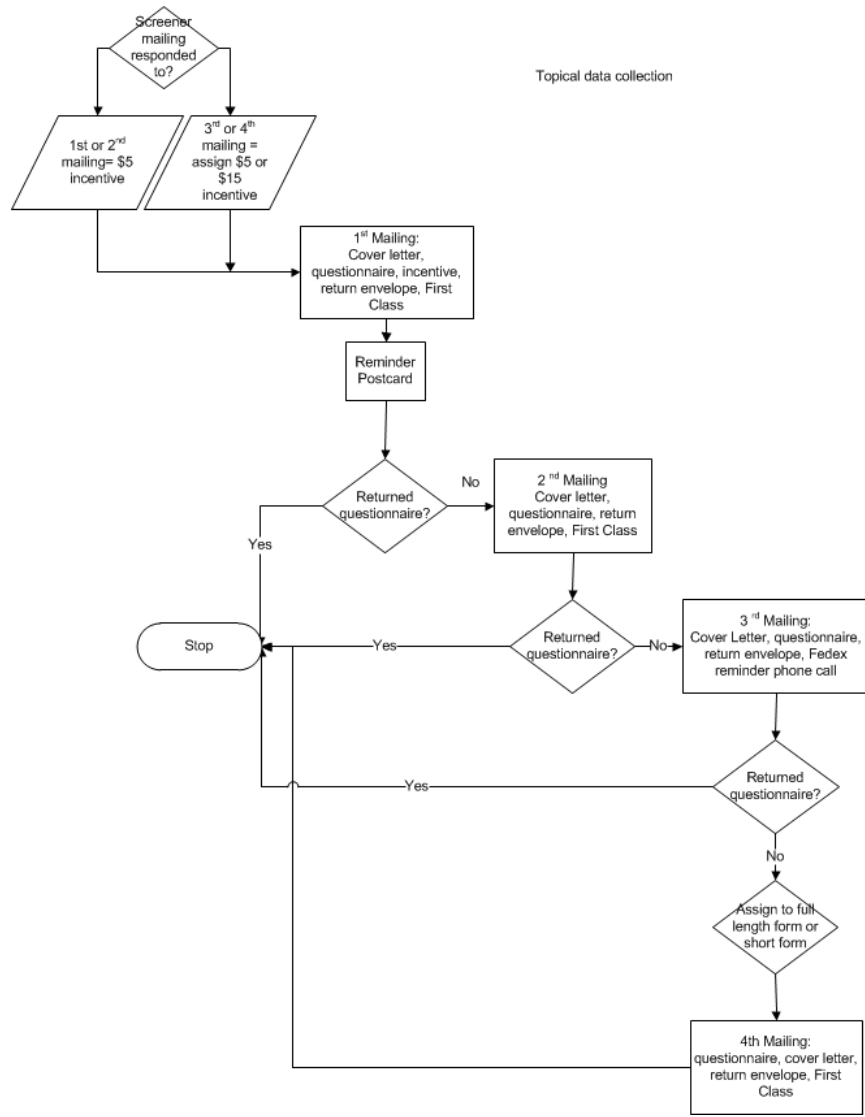 Screener
mailing
responded
to?
Topical data collection
1st or 2nd
mailing= $5
incentive
3rd or 4th
mailing =
assign $5 or
$15
incentive
1st Mailing:
Cover letter,
questionnaire, incentive,
return envelope, First
Class
Reminder
Postcard
Returned
questionnaire?
No
2 nd Mailing
Cover letter,
questionnaire, return
envelope, First Class
Yes
Stop
Yes
Returned
questionnaire?
No
3 rd Mailing:
Cover Letter, questionnaire,
return envelope, Fedex
reminder phone call
Yes
Returned
questionnaire?
No
Assign to full
length form or
short form
4th Mailing:
questionnaire, cover letter,
return envelope, First
Class